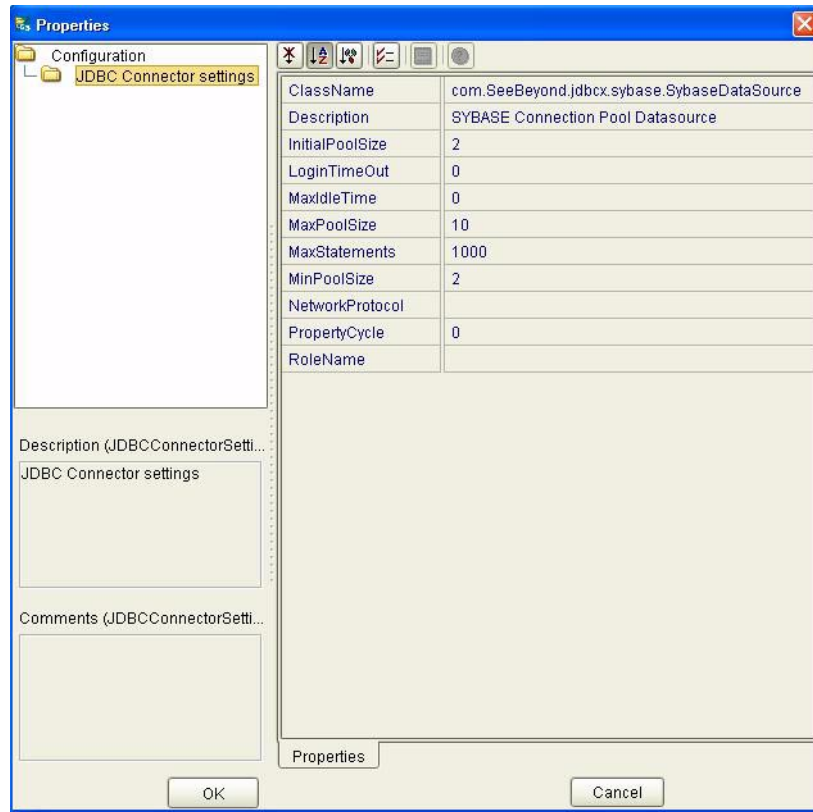 Properties
Configuration
JDBC Connector settings
ClassName com.SeeBeyond.jdbcx.sybase.SybaseDataSource
Description SYBASE Connection Pool Datasource
InitialPoolSize 2
LoginTimeOut 0
MaxIdleTime 0
MaxPoolSize 10
MaxStatements 1000
MinPoolSize 2
NetworkProtocol
PropertyCycle 0
RoleName
Description (JDBCConnectorSetti...
JDBC Connector settings
Comments (JDBCConnectorSetti...
Properties
OK Cancel